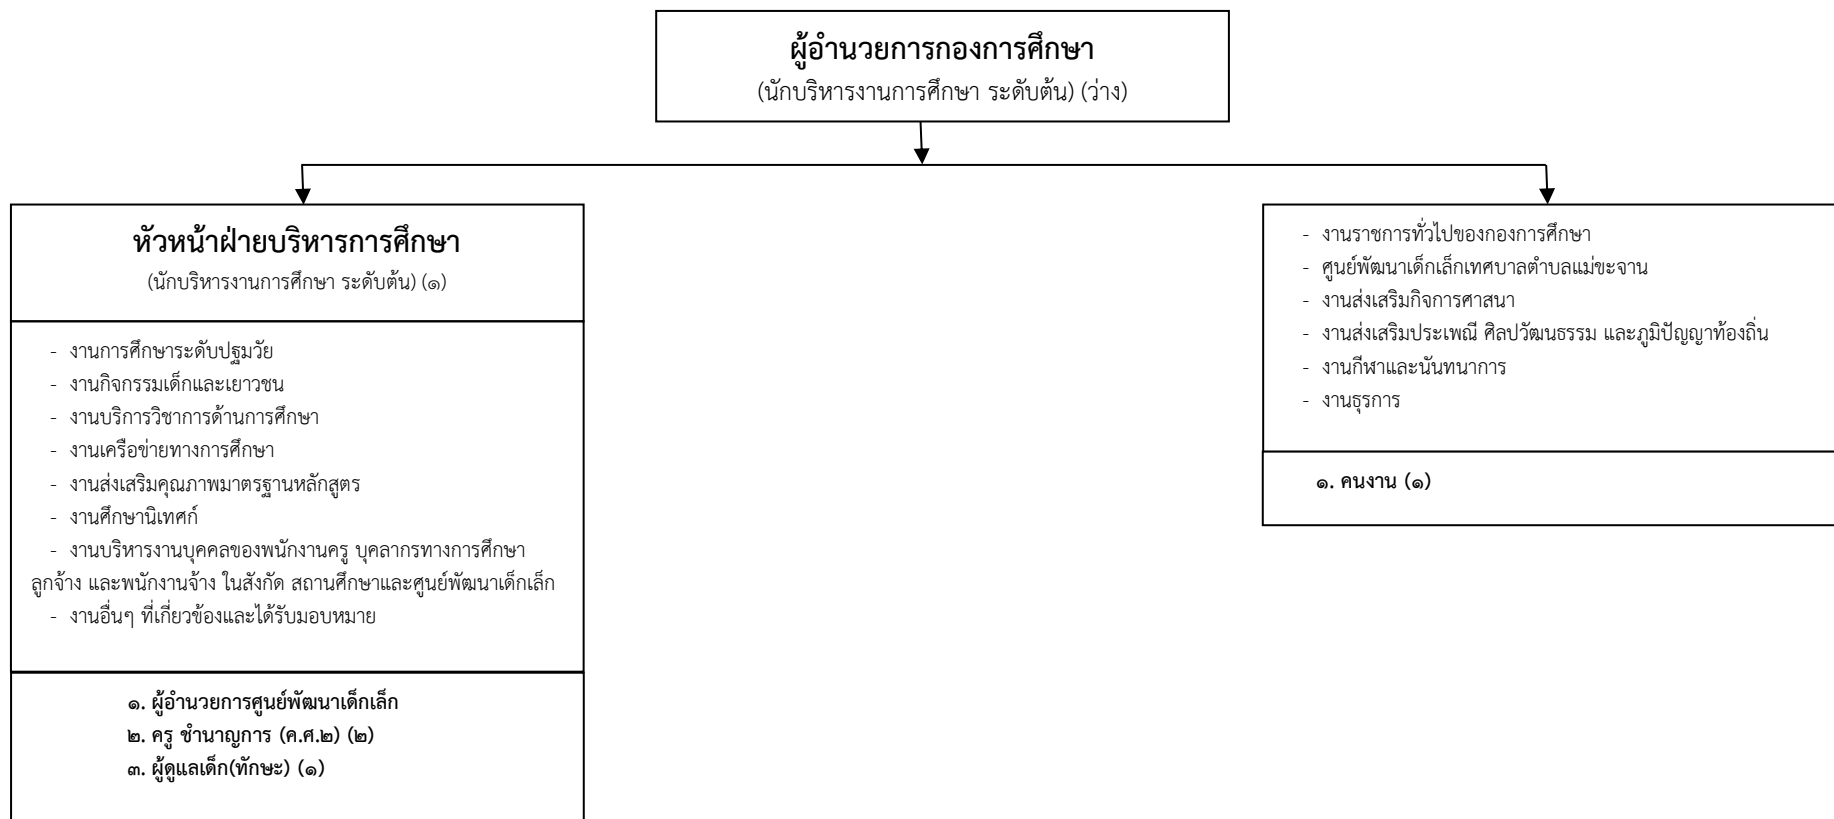 ผู้อำนวยการกองการศึกษา
(นักบริหารงานการศึกษา ระดับต้น) (ว่าง)
หัวหน้าฝ่ายบริหารการศึกษา
(นักบริหารงานการศึกษา ระดับต้น) (๑)
- งานการศึกษาระดับปฐมวัย
- งานกิจกรรมเด็กและเยาวชน
- งานบริการวิชาการด้านการศึกษา
- งานเครือข่ายทางการศึกษา
- งานส่งเสริมคุณภาพมาตรฐานหลักสูตร
- งานศึกษานิเทศก์
- งานบริหารงานบุคคลของพนักงานครู บุคลากรทางการศึกษา
ลูกจ้าง และพนักงานจ้าง ในสังกัด สถานศึกษาและศูนย์พัฒนาเด็กเล็ก
- งานอื่นๆ ที่เกี่ยวข้องและได้รับมอบหมาย
๑. ผู้อำนวยการศูนย์พัฒนาเด็กเล็ก
๒. ครู ชำนาญการ (ค.ศ.๒) (๒)
๓. ผู้ดูแลเด็ก(ทักษะ) (๑)
- งานราชการทั่วไปของกองการศึกษา
- ศูนย์พัฒนาเด็กเล็กเทศบาลตำบลแม่ขะจาน
- งานส่งเสริมกิจการศาสนา
- งานส่งเสริมประเพณี ศิลปวัฒนธรรม และภูมิปัญญาท้องถิ่น
- งานกีฬาและนันทนาการ
- งานธุรการ
๑. คนงาน (๑)